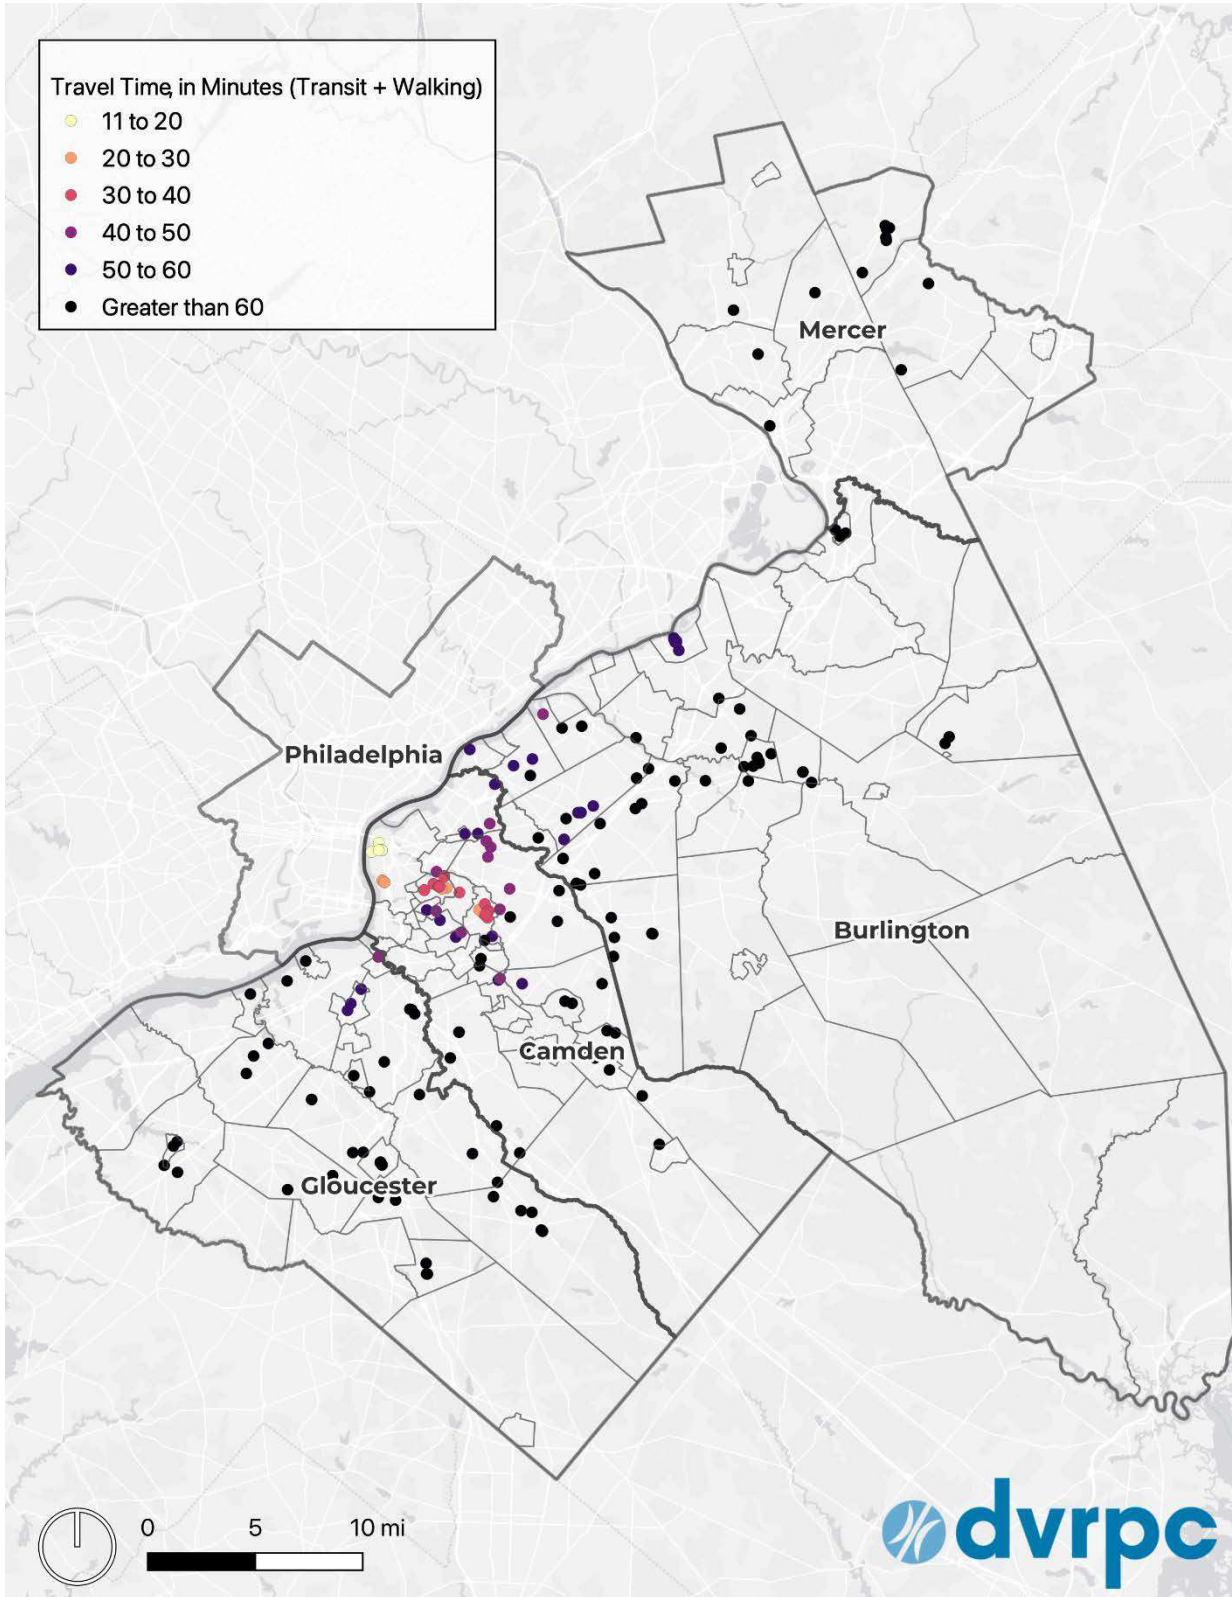 Travel Time, in Minutes (Transit + Walking)
11 to 20
20 to 30
30 to 40
40 to 50
50 to 60
Greater than 60
Mercer
Philadelphia
Burlington
Camden
Gloucester
0 5 10 mi
dvrpc